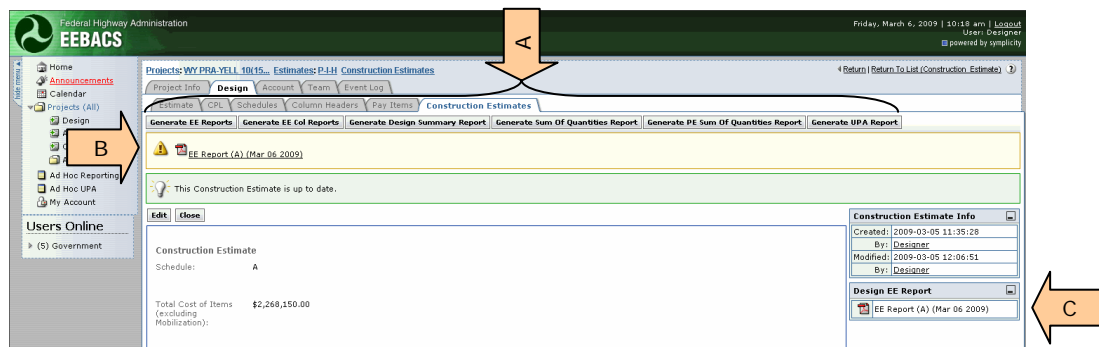 A
Federal Highway Administration
EEBACS
Friday, March 6, 2009 | 10:18 am | Logout
User: Designer
powered by symplicity
hide menu
Home
Announcements
Calendar
Projects (All)
Design
A
C
A
Ad Hoc Reporting
Ad Hoc UPA
My Account
Users Online
(5) Government
B
Projects: WY PRA-YELL 10(15... Estimates: P-I-H Construction Estimates
Return | Return To List (Construction Estimate) ?
Project Info Design Account Team Event Log
Estimate CPL Schedules Column Headers Pay Items Construction Estimates
Generate EE Reports Generate EE Col Reports Generate Design Summary Report Generate Sum Of Quantities Report Generate PE Sum Of Quantities Report Generate UPA Report
EE Report (A) (Mar 06 2009)
This Construction Estimate is up to date.
Edit Close
Construction Estimate
Schedule: A
Total Cost of Items $2,268,150.00
(excluding
Mobilization):
Construction Estimate Info
Created: 2009-03-05 11:35:28
By: Designer
Modified: 2009-03-05 12:06:51
By: Designer
Design EE Report
EE Report (A) (Mar 06 2009)
C